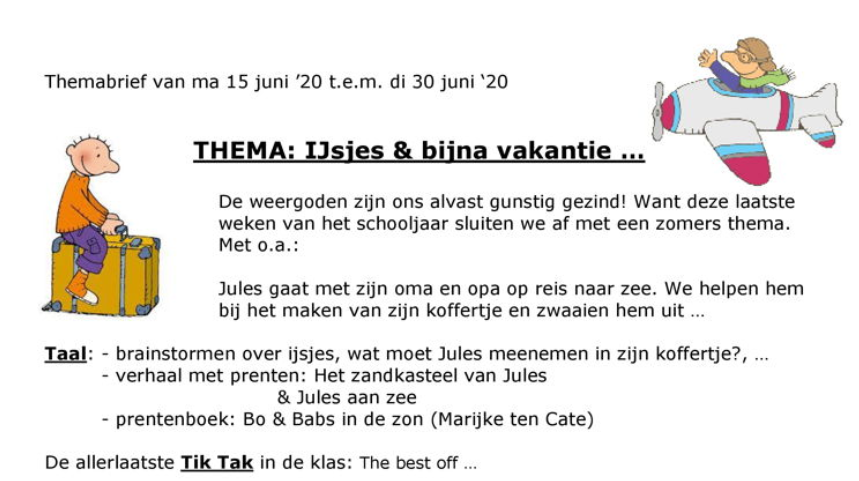 Themabrief van ma 15 juni ’20 t.e.m. di 30 juni ‘20
THEMA: IJsjes & bijna vakantie …
De weergoden zijn ons alvast gunstig gezind! Want deze laatste
weken van het schooljaar sluiten we af met een zomers thema.
Met o.a.:
Jules gaat met zijn oma en opa op reis naar zee. We helpen hem
bij het maken van zijn koffertje en zwaaien hem uit …
Taal: - brainstormen over ijsjes, wat moet Jules meenemen in zijn koffertje?, …
- verhaal met prenten: Het zandkasteel van Jules
& Jules aan zee
- prentenboek: Bo & Babs in de zon (Marijke ten Cate)
De allerlaatste Tik Tak in de klas: The best off …